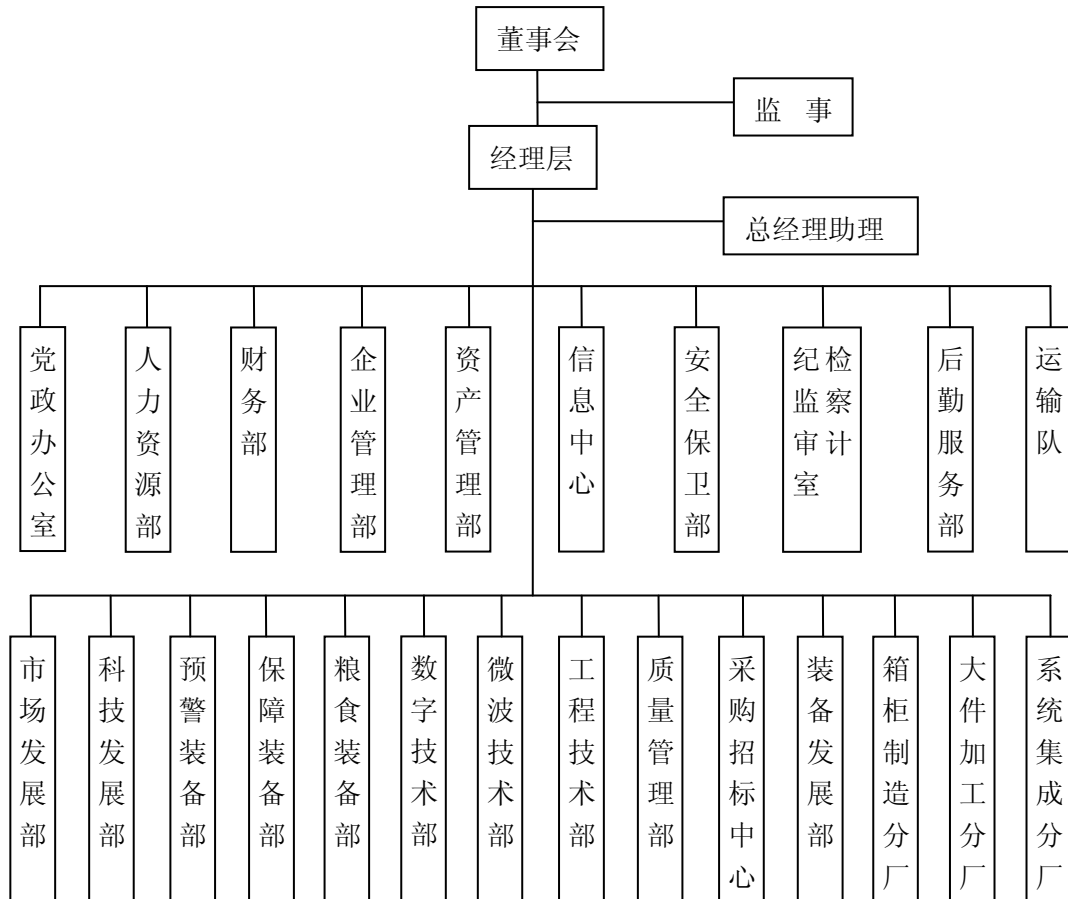 董事会
监 事
经理层
总经理助理
党政办公室
人力资源部
财务部
企业管理部
资产管理部
信息中心
安全保卫部
纪检
监察
审计
室
后勤服务部
运输队
市场发展部
科技发展部
预警装备部
保障装备部
粮食装备部
数字技术部
微波技术部
工程技术部
质量管理部
采购招标中心
装备发展部
箱柜制造分厂
大件加工分厂
系统集成分厂